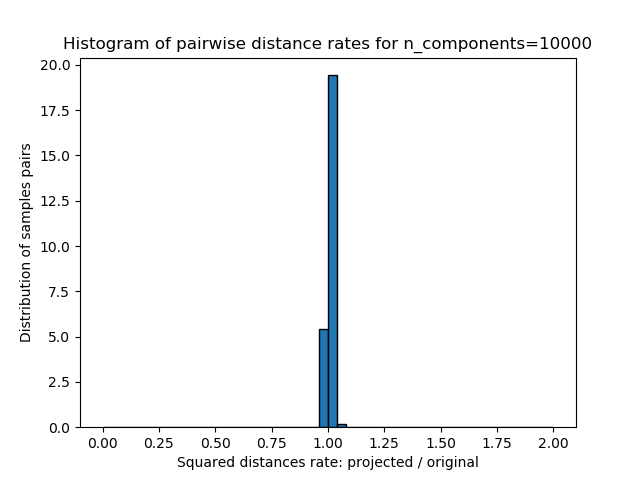 Histogram of pairwise distance rates for n_components=10000
20.0
17.5
15.0
12.5
10.0
7.5
5.0
2.5
0.0
Distribution of samples pairs
0.00 0.25 0.50 0.75 1.00 1.25 1.50 1.75 2.00
Squared distances rate: projected / original